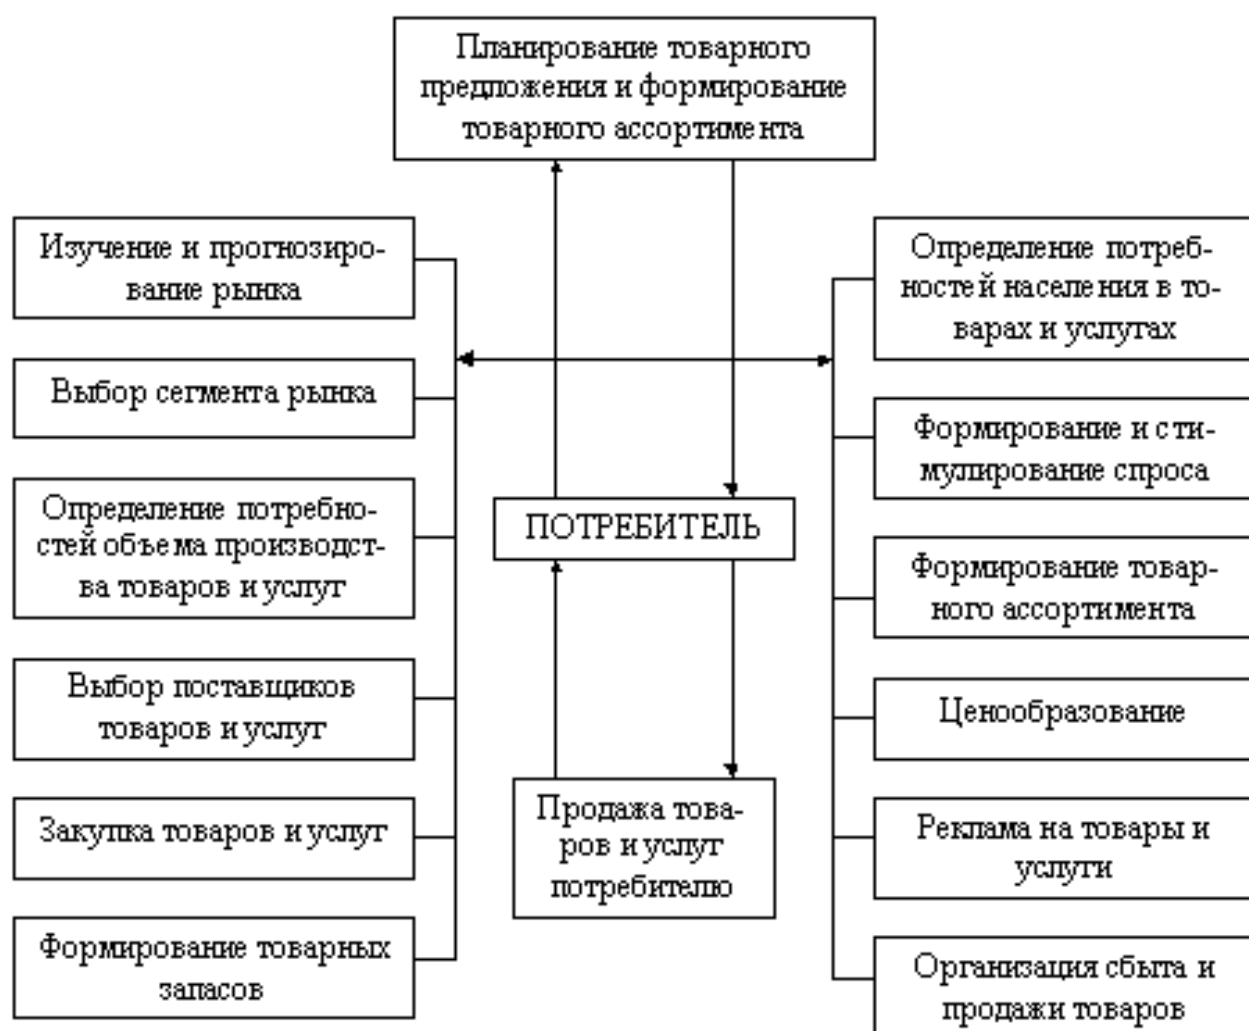 Планирование товарного
предложения и формирование
товарного ассортимента
Изучение и прогнозиро-
вание рынка
Выбор сегмента рынка
Определение потребно-
стей объема производст-
ва товаров и услуг
Выбор поставщиков
товаров и услуг
Закупка товаров и услуг
Формирование товарных
запасов
ПОТРЕБИТЕЛЬ
Продажа това-
ров и услуг
потребителю
Определение потреб-
ностей населения в то-
варах и услугах
Формирование и сти-
мулирование спроса
Формирование товар-
ного ассортимента
Ценообразование
Реклама на товары и
услуги
Организация сбыта и
продажи товаров